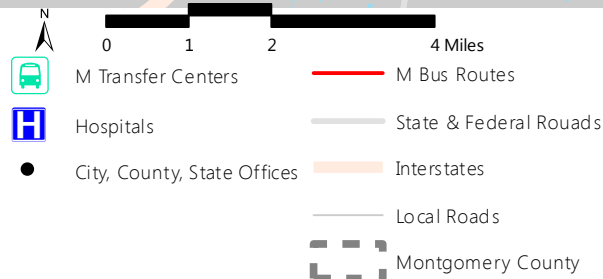 N
0 1 2 4 Miles
M Transfer Centers
H
Hospitals
City, County, State Offices
M Bus Routes
State & Federal Rouads
Interstates
Local Roads
Montgomery County